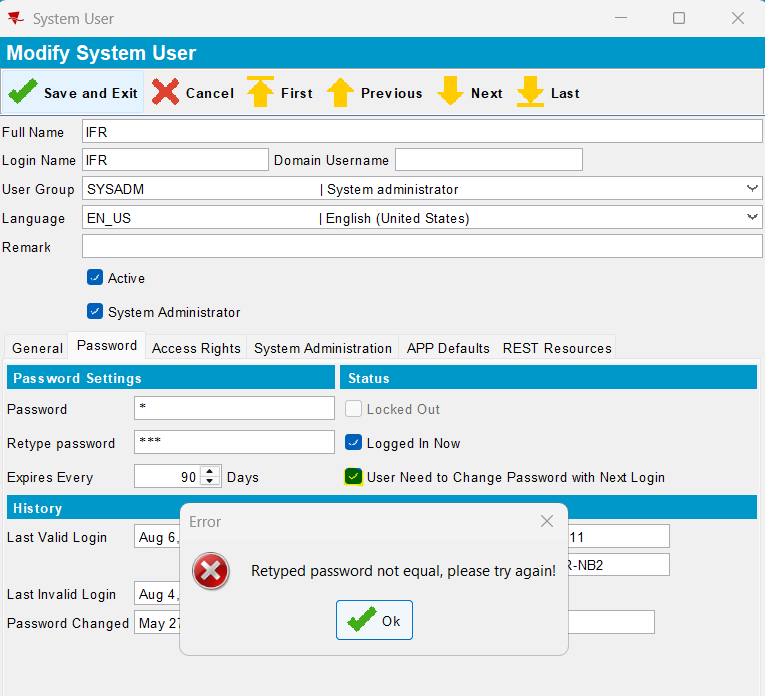 System User
Modify System User
Save and Exit Cancel First Previous Next Last
Full Name IFR
Login Name IFR Domain Username
User Group SYSADM | System administrator
Language EN_US | English (United States)
Remark
Active
System Administrator
General Password Access Rights System Administration APP Defaults REST Resources
Password Settings Status
Password * Locked Out
Retype password *** Logged In Now
Expires Every 90 Days User Need to Change Password with Next Login
History
Last Valid Login Aug 6, 11
R-NB2
Last Invalid Login Aug 4,
Password Changed May 27
Error
Retyped password not equal, please try again!
Ok